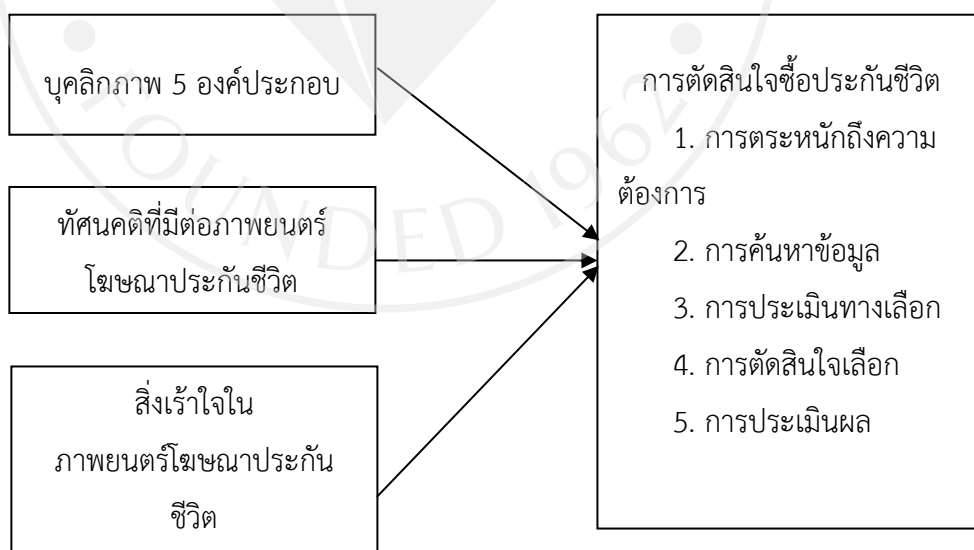 บุคลิกภาพ 5 องค์ประกอบ
ทัศนคติที่มีต่อภาพยนตร์
โฆษณาประกันชีวิต
สิ่งเร้าใจใน
ภาพยนตร์โฆษณาประกัน
ชีวิต
การตัดสินใจซื้อประกันชีวิต
1. การตระหนักถึงความ
ต้องการ
2. การค้นหาข้อมูล
3. การประเมินทางเลือก
4. การตัดสินใจเลือก
5. การประเมินผล
FOUNDED 1962